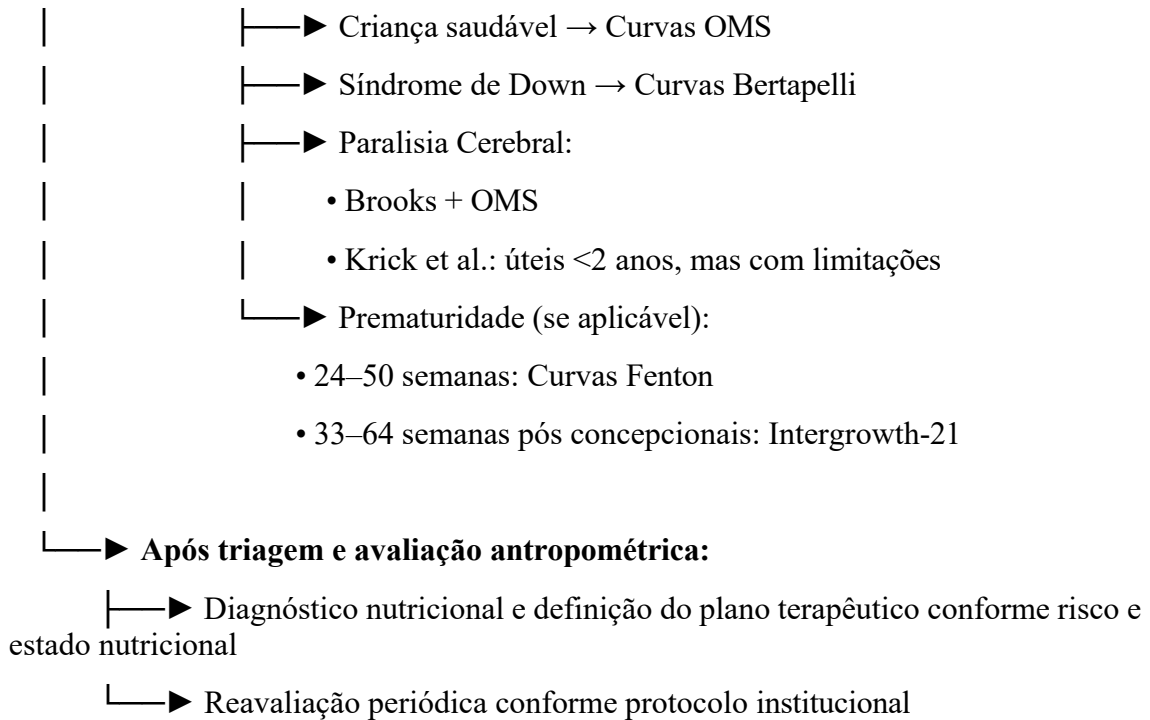 Criança saudável → Curvas OMS
Síndrome de Down → Curvas Bertapelli
Paralisia Cerebral:
• Brooks + OMS
• Krick et al.: úteis <2 anos, mas com limitações
Prematuridade (se aplicável):
• 24–50 semanas: Curvas Fenton
• 33–64 semanas pós concepcionais: Intergrowth-21
Após triagem e avaliação antropométrica:
Diagnóstico nutricional e definição do plano terapêutico conforme risco e
estado nutricional
Reavaliação periódica conforme protocolo institucional